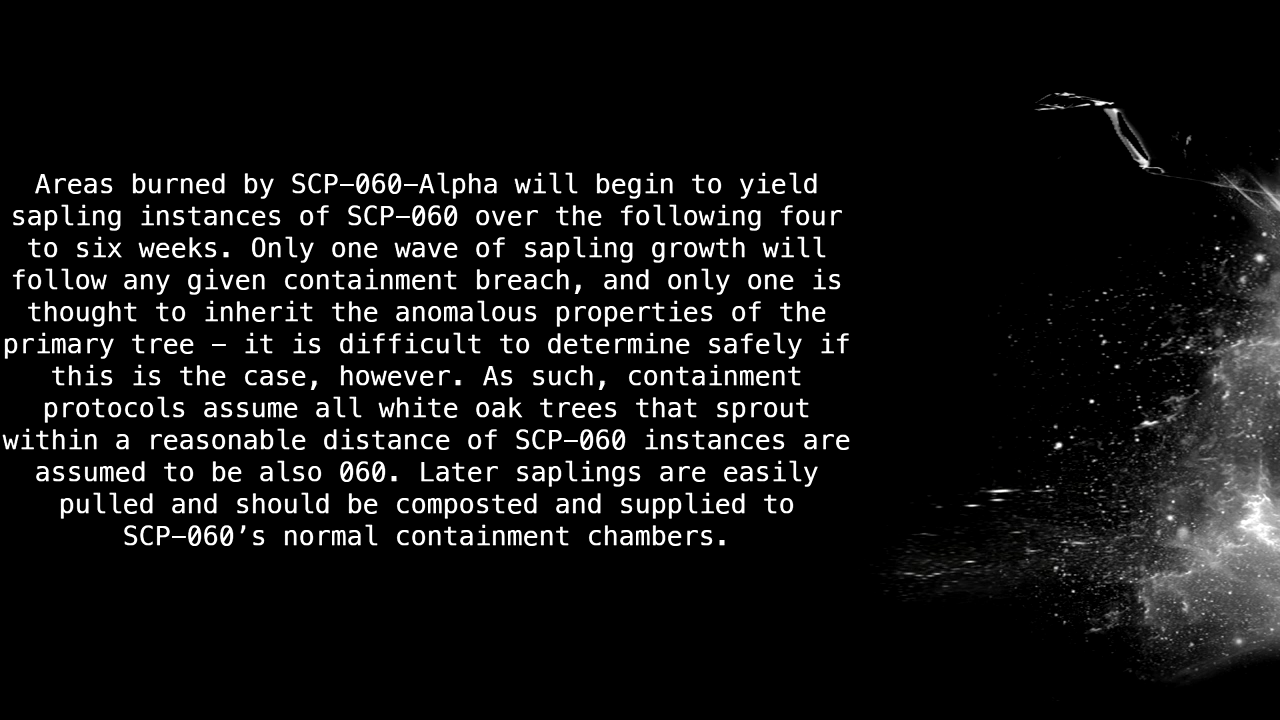 Areas burned by SCP–060–Alpha will begin to yield
sapling instances of SCP–060 over the following four
to six weeks. Only one wave of sapling growth will
follow any given containment breach, and only one is
thought to inherit the anomalous properties of the
primary tree – it is difficult to determine safely if
this is the case, however. As such, containment
protocols assume all white oak trees that sprout
within a reasonable distance of SCP–060 instances are
assumed to be also 060. Later saplings are easily
pulled and should be composted and supplied to
SCP–060’s normal containment chambers.